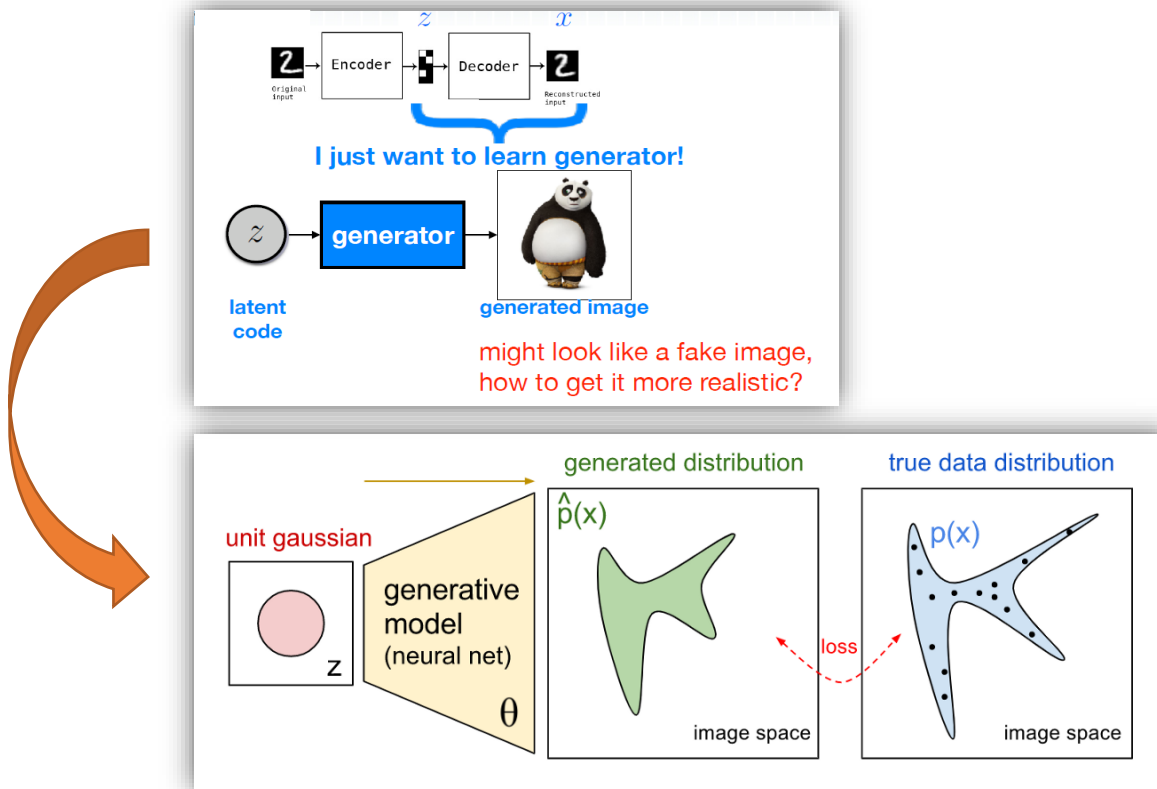 z
x
Encoder
Decoder
Original
input
Reconstructed
input
I just want to learn generator!
z
generator
latent
code
generated image
might look like a fake image,
how to get it more realistic?
generated distribution
true data distribution
p̂(x)
p(x)
unit gaussian
generative
model
(neural net)
z
θ
loss
image space
image space